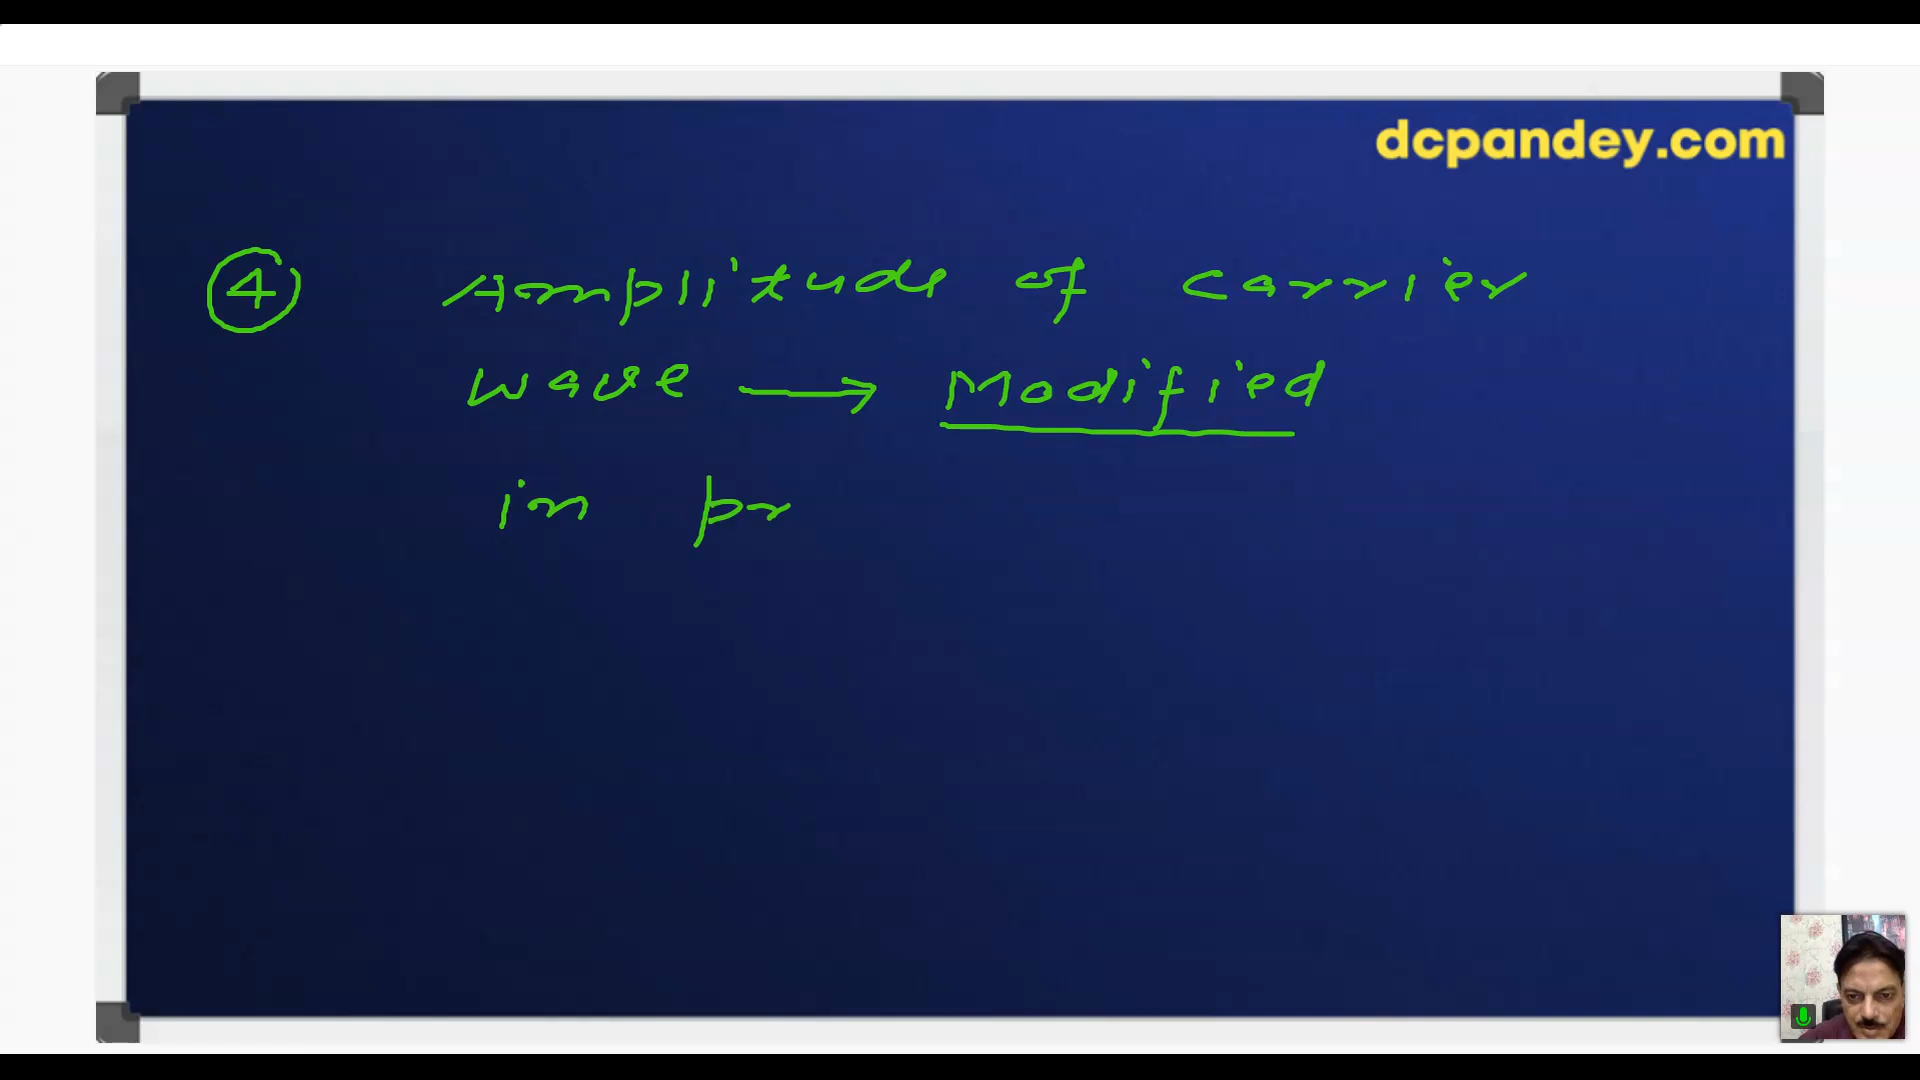 dcpandey.com
④ Amplitude of carrier
wave → Modified
in pr